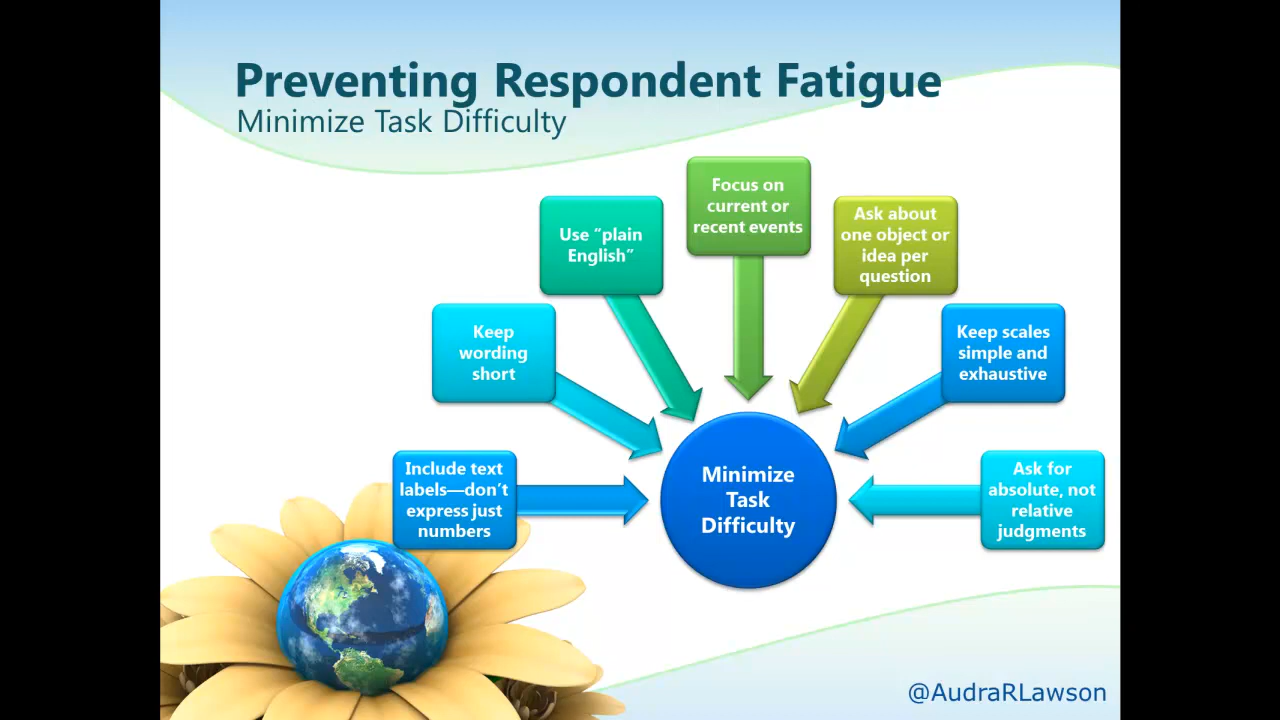 Preventing Respondent Fatigue
Minimize Task Difficulty
Include text
labels—don't
express just
numbers
Keep
wording
short
Use "plain
English"
Focus on
current or
recent events
Ask about
one object or
idea per
question
Keep scales
simple and
exhaustive
Ask for
absolute, not
relative
judgments
Minimize
Task
Difficulty
@AudraRLawson